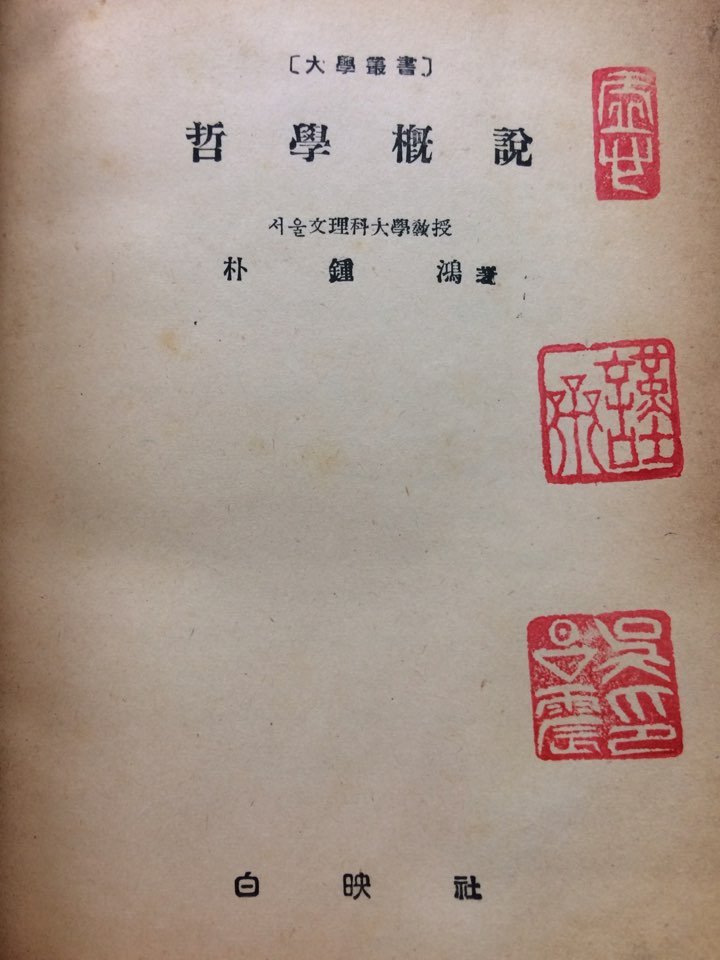 〔大學叢書〕
哲學槪說
서울文理科大學敎授
朴鍾鴻 著
白映社